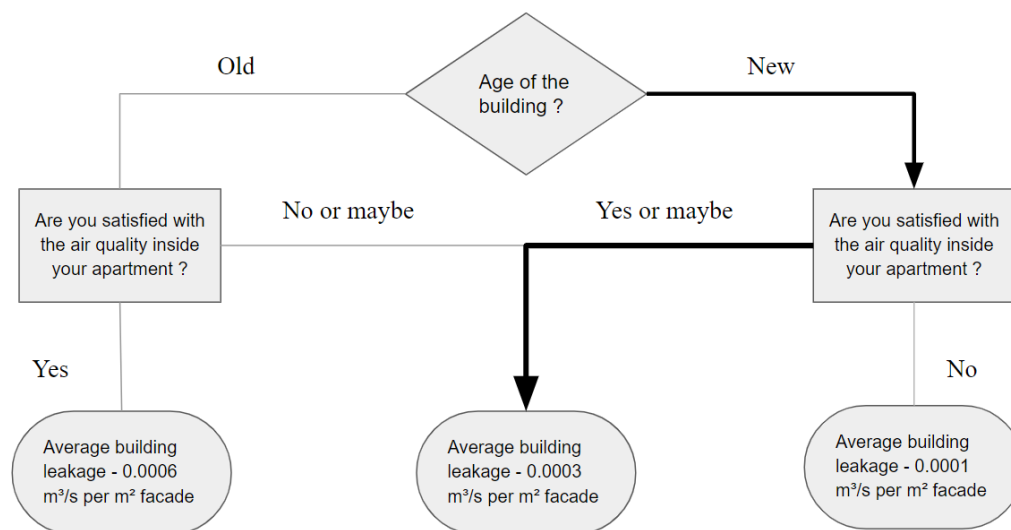 Old
Age of the
building ?
New
Are you satisfied with
the air quality inside
your apartment ?
No or maybe
Yes or maybe
Are you satisfied with
the air quality inside
your apartment ?
Yes
No
Average building
leakage - 0.0006
m³/s per m² facade
Average building
leakage - 0.0003
m³/s per m² facade
Average building
leakage - 0.0001
m³/s per m² facade